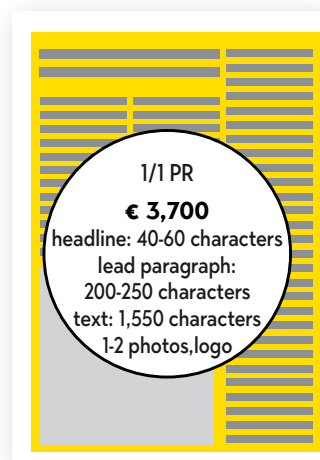 1/1 PR
€ 3,700
headline: 40-60 characters
lead paragraph:
200-250 characters
text: 1,550 characters
1-2 photos,logo